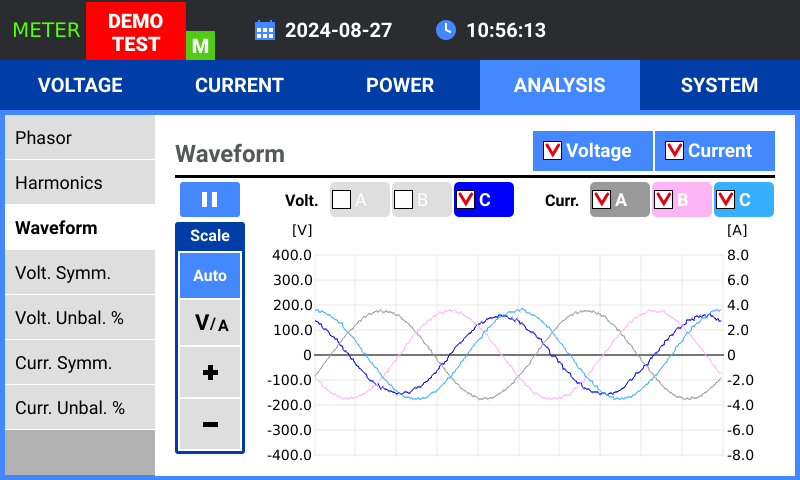 METER
DEMO
TEST
M
2024-08-27
10:56:13
VOLTAGE CURRENT POWER ANALYSIS SYSTEM
Phasor
Harmonics
Waveform
Volt. Symm.
Volt. Unbal. %
Curr. Symm.
Curr. Unbal. %
Waveform
Voltage
Current
Volt. A B C
Curr. A B C
Scale
Auto
V/A
+
−
[V]
400.0
300.0
200.0
100.0
0
-100.0
-200.0
-300.0
-400.0
[A]
8.0
6.0
4.0
2.0
0
-2.0
-4.0
-6.0
-8.0